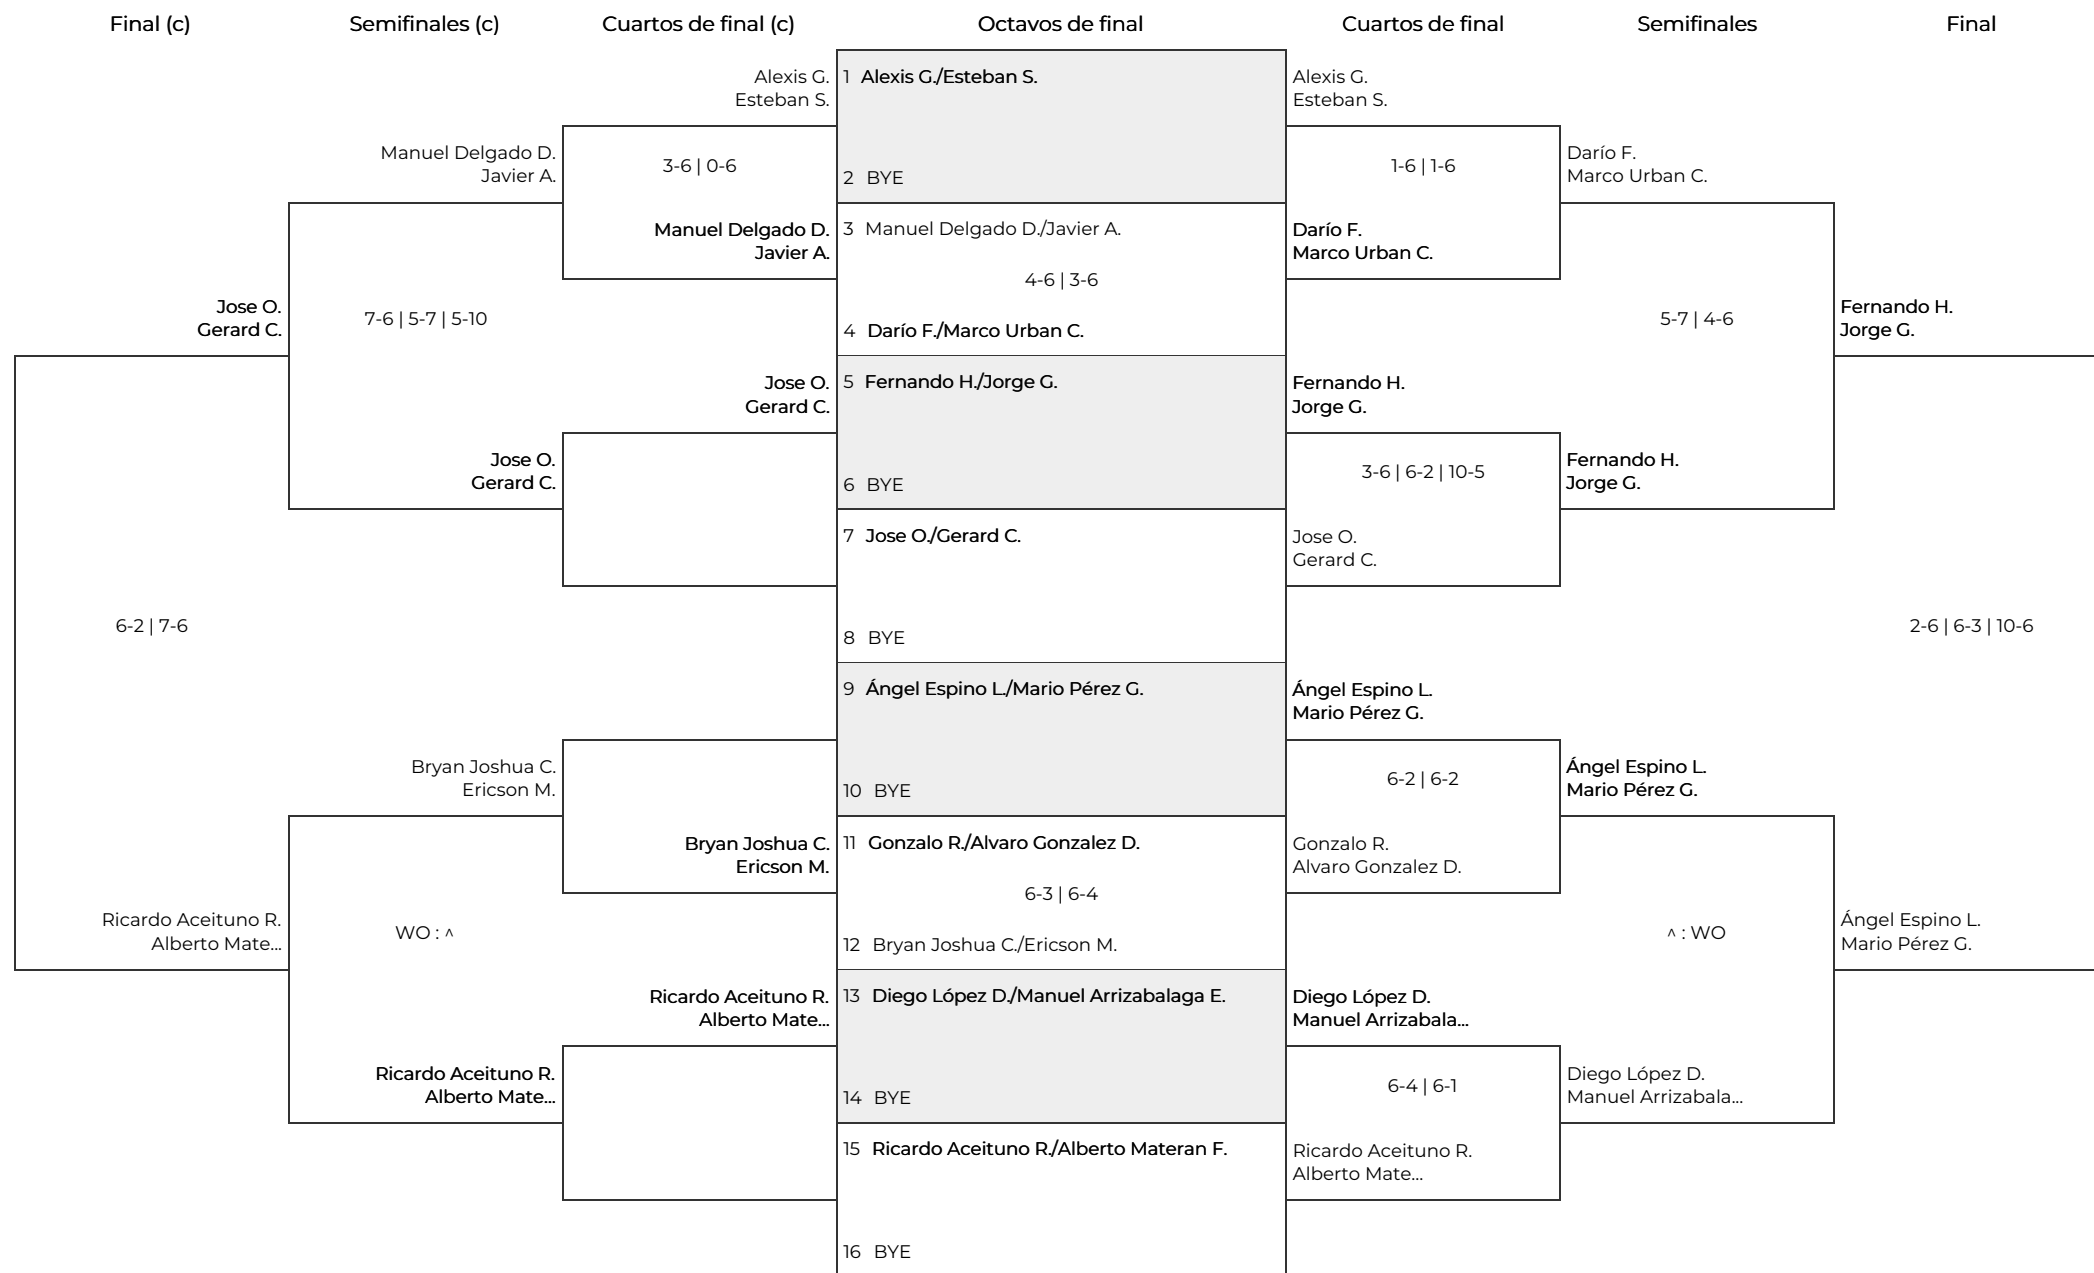 Final (c)
Semifinales (c)
Cuartos de final (c)
Octavos de final
Cuartos de final
Semifinales
Final
Jose O.
Gerard C.
6-2 | 7-6
Ricardo Aceituno R.
Alberto Mate...
Manuel Delgado D.
Javier A.
7-6 | 5-7 | 5-10
Jose O.
Gerard C.
Bryan Joshua C.
Ericson M.
WO : ^
Ricardo Aceituno R.
Alberto Mate...
Alexis G.
Esteban S.
3-6 | 0-6
Manuel Delgado D.
Javier A.
Jose O.
Gerard C.
Bryan Joshua C.
Ericson M.
Ricardo Aceituno R.
Alberto Mate...
1 Alexis G./Esteban S.
2 BYE
3 Manuel Delgado D./Javier A.
4-6 | 3-6
4 Darío F./Marco Urban C.
5 Fernando H./Jorge G.
6 BYE
7 Jose O./Gerard C.
8 BYE
9 Ángel Espino L./Mario Pérez G.
10 BYE
11 Gonzalo R./Alvaro Gonzalez D.
6-3 | 6-4
12 Bryan Joshua C./Ericson M.
13 Diego López D./Manuel Arrizabalaga E.
14 BYE
15 Ricardo Aceituno R./Alberto Materan F.
16 BYE
Alexis G.
Esteban S.
1-6 | 1-6
Darío F.
Marco Urban C.
Fernando H.
Jorge G.
3-6 | 6-2 | 10-5
Jose O.
Gerard C.
Ángel Espino L.
Mario Pérez G.
6-2 | 6-2
Gonzalo R.
Alvaro Gonzalez D.
Diego López D.
Manuel Arrizabala...
6-4 | 6-1
Ricardo Aceituno R.
Alberto Mate...
Darío F.
Marco Urban C.
5-7 | 4-6
Fernando H.
Jorge G.
Ángel Espino L.
Mario Pérez G.
^ : WO
Diego López D.
Manuel Arrizabala...
Fernando H.
Jorge G.
2-6 | 6-3 | 10-6
Ángel Espino L.
Mario Pérez G.